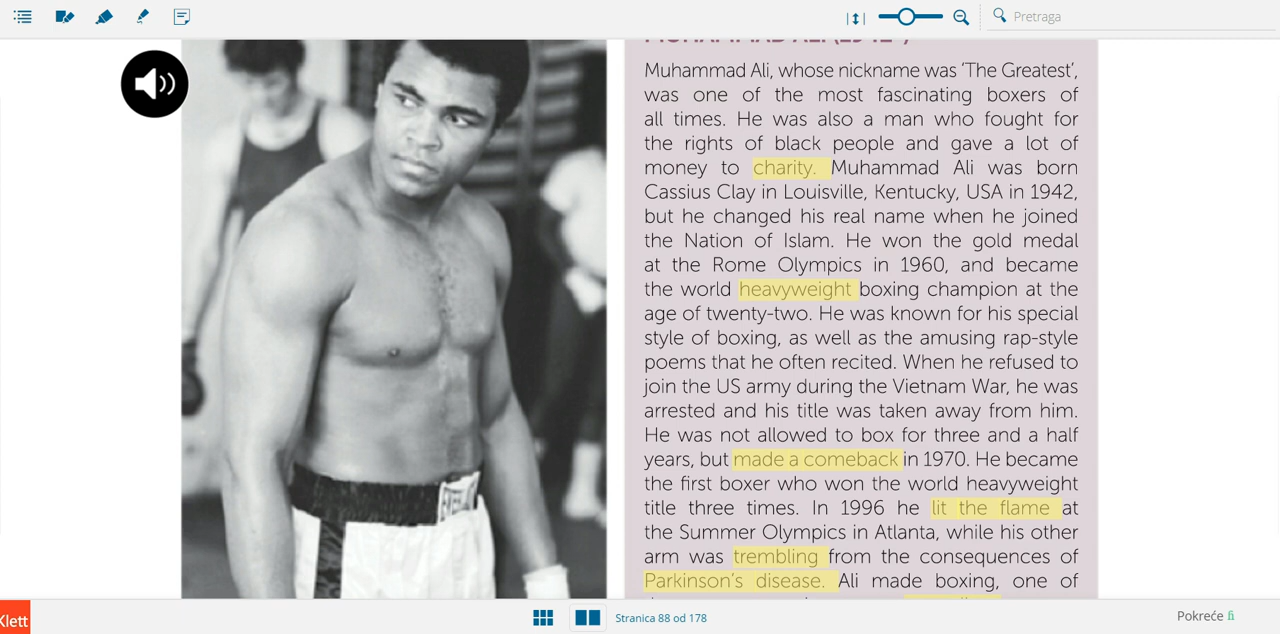 Pretraga
MUHAMMAD ALI (1942 -)
Muhammad Ali, whose nickname was ‘The Greatest’,
was one of the most fascinating boxers of
all times. He was also a man who fought for
the rights of black people and gave a lot of
money to charity. Muhammad Ali was born
Cassius Clay in Louisville, Kentucky, USA in 1942,
but he changed his real name when he joined
the Nation of Islam. He won the gold medal
at the Rome Olympics in 1960, and became
the world heavyweight boxing champion at the
age of twenty-two. He was known for his special
style of boxing, as well as the amusing rap-style
poems that he often recited. When he refused to
join the US army during the Vietnam War, he was
arrested and his title was taken away from him.
He was not allowed to box for three and a half
years, but made a comeback in 1970. He became
the first boxer who won the world heavyweight
title three times. In 1996 he lit the flame at
the Summer Olympics in Atlanta, while his other
arm was trembling from the consequences of
Parkinson’s disease. Ali made boxing, one of
EVERLAST
Klett
Stranica 88 od 178
Pokreće fi